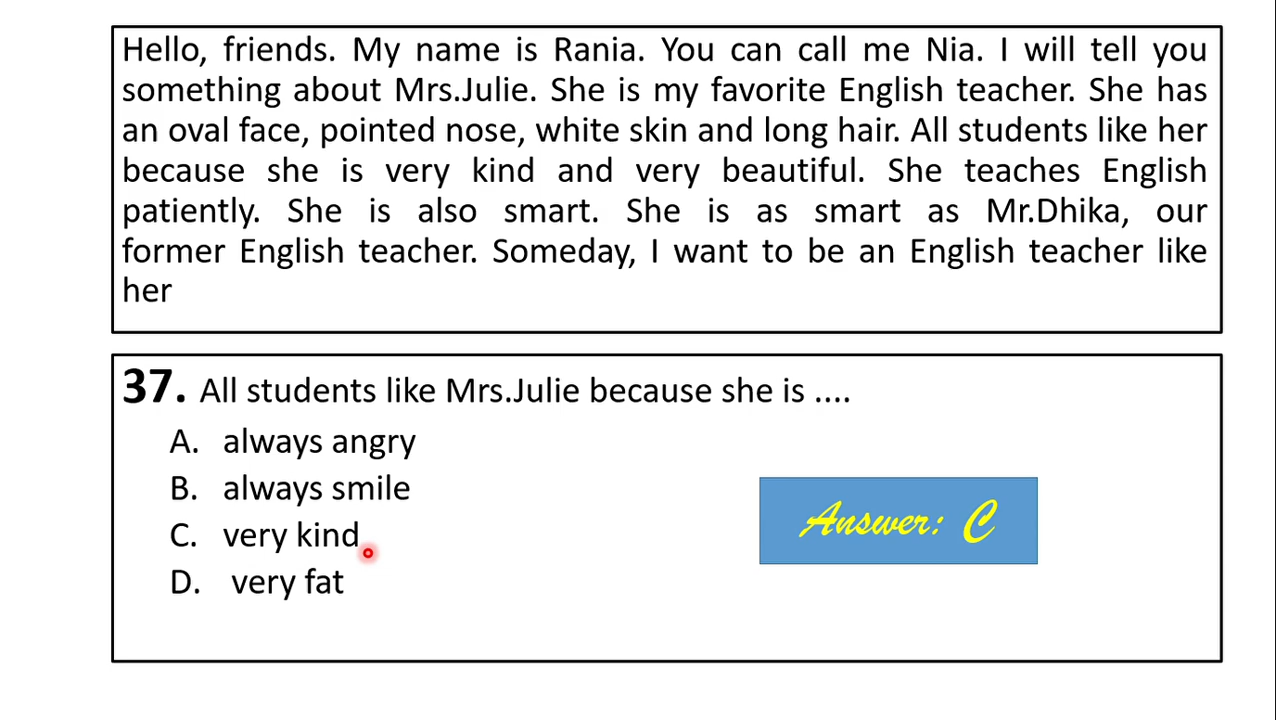 Hello, friends. My name is Rania. You can call me Nia. I will tell you
something about Mrs.Julie. She is my favorite English teacher. She has
an oval face, pointed nose, white skin and long hair. All students like her
because she is very kind and very beautiful. She teaches English
patiently. She is also smart. She is as smart as Mr.Dhika, our
former English teacher. Someday, I want to be an English teacher like
her
37. All students like Mrs.Julie because she is ....
A. always angry
B. always smile
C. very kind
D. very fat
Answer: C